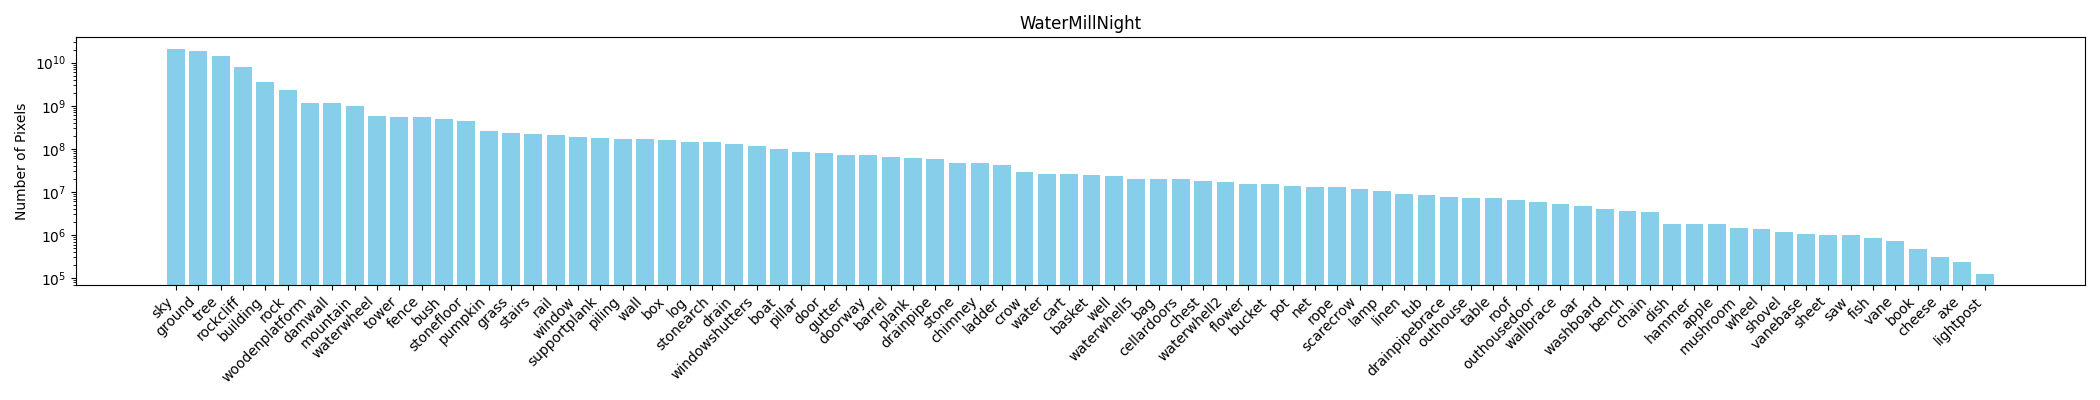 WaterMillNight
Number of Pixels
10^10
10^9
10^8
10^7
10^6
10^5
sky
ground
tree
rockcliff
building
rock
woodenplatform
damwall
mountain
waterwheel
tower
fence
bush
stonefloor
pumpkin
grass
stairs
rail
window
supportplank
piling
wall
box
log
stonearch
drain
windowshutters
boat
pillar
door
gutter
doorway
barrel
plank
drainpipe
stone
chimney
ladder
crow
water
cart
basket
well
waterwhell5
bag
cellardoors
chest
waterwhell2
flower
bucket
pot
net
rope
scarecrow
lamp
linen
tub
drainpipebrace
outhouse
table
roof
outhousedoor
wallbrace
oar
washboard
bench
chain
dish
hammer
apple
mushroom
wheel
shovel
vanebase
sheet
saw
fish
vane
book
cheese
axe
lightpost